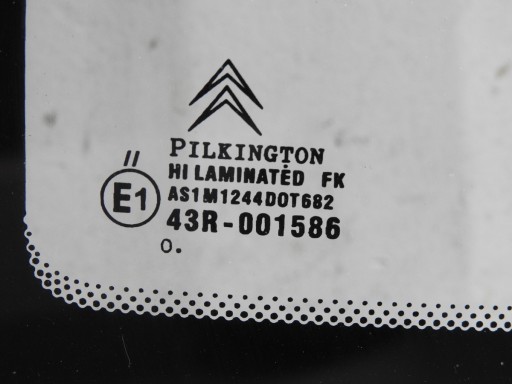 PILKINGTON
HI LAMINATED FK
AS1M1244DOT682
E1
43R-001586
0.